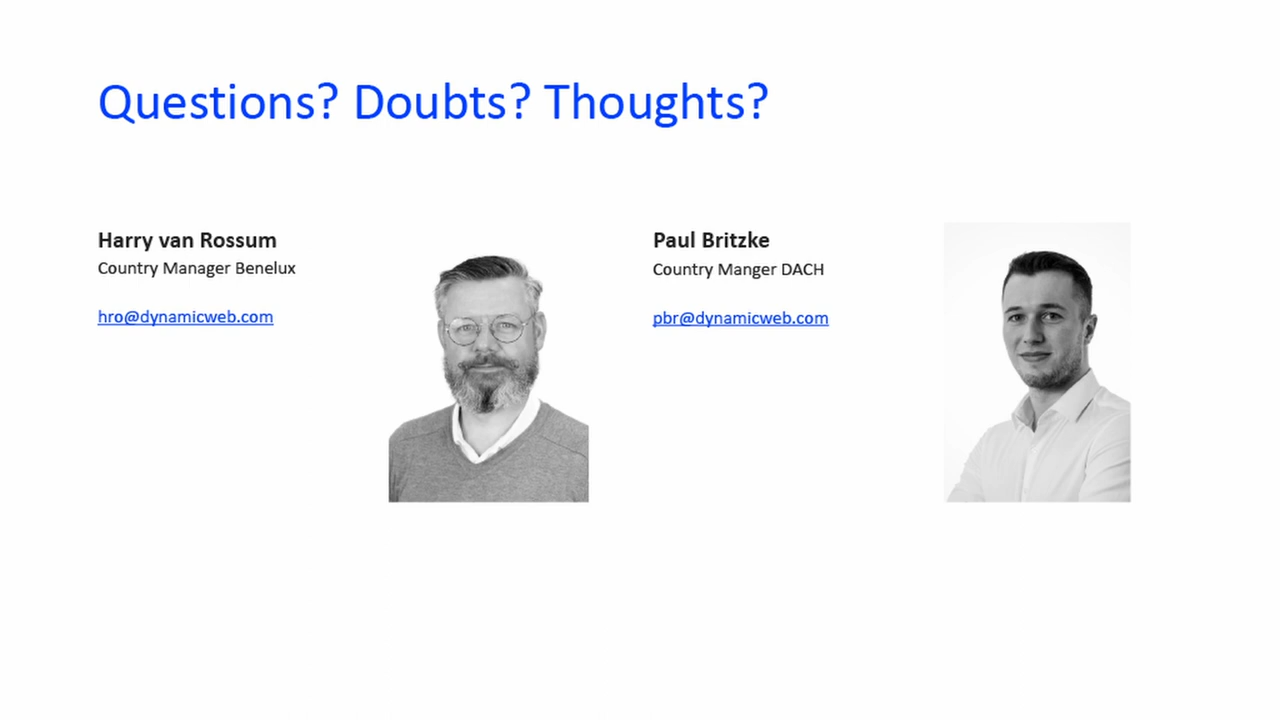 Questions? Doubts? Thoughts?
Harry van Rossum
Country Manager Benelux
hro@dynamicweb.com
Paul Britzke
Country Manger DACH
pbr@dynamicweb.com